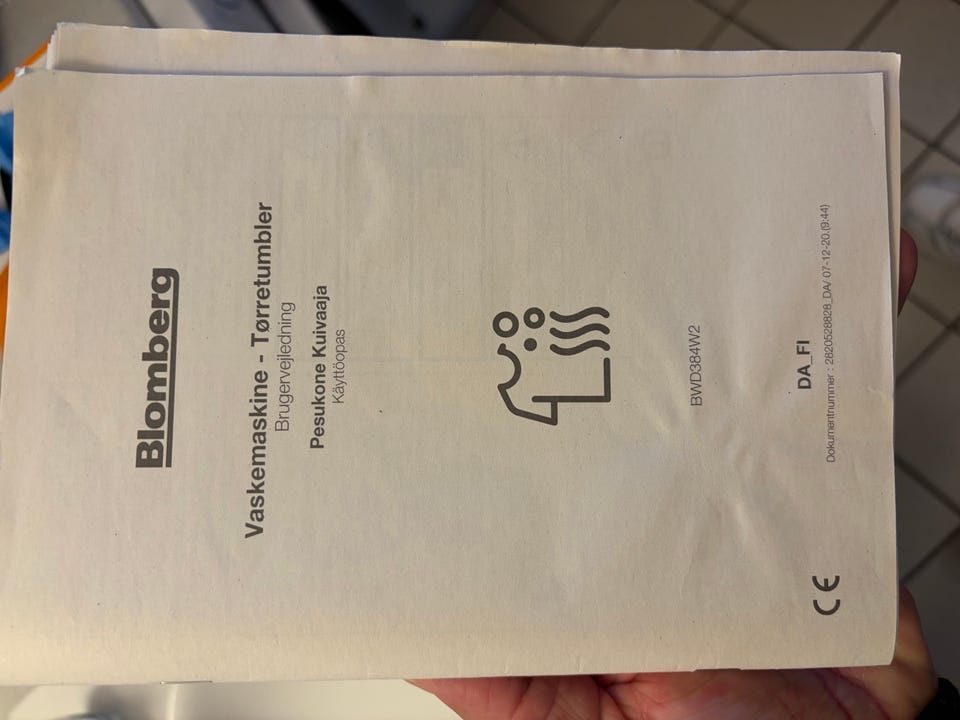 Blomberg
Vaskemaskine - Tørretumbler
Brugervejledning
Pesukone Kuivaaja
Käyttöopas
BWD384W2
DA_FI
Dokumentnummer : 2820528828_DA/ 07-12-20.(9:44)
CE